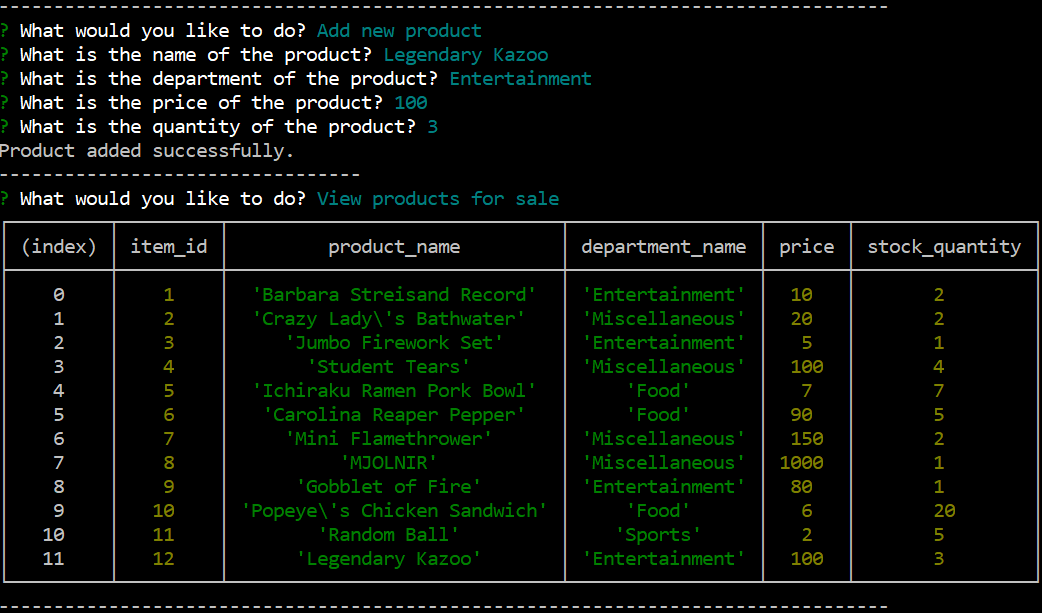 ---------------------------------------------------------------------------------
? What would you like to do? Add new product
? What is the name of the product? Legendary Kazoo
? What is the department of the product? Entertainment
? What is the price of the product? 100
? What is the quantity of the product? 3
Product added successfully.
---------------------------------
? What would you like to do? View products for sale
(index) item_id product_name department_name price stock_quantity
0 1 'Barbara Streisand Record' 'Entertainment' 10 2
1 2 'Crazy Lady\'s Bathwater' 'Miscellaneous' 20 2
2 3 'Jumbo Firework Set' 'Entertainment' 5 1
3 4 'Student Tears' 'Miscellaneous' 100 4
4 5 'Ichiraku Ramen Pork Bowl' 'Food' 7 7
5 6 'Carolina Reaper Pepper' 'Food' 90 5
6 7 'Mini Flamethrower' 'Miscellaneous' 150 2
7 8 'MJOLNIR' 'Miscellaneous' 1000 1
8 9 'Gobblet of Fire' 'Entertainment' 80 1
9 10 'Popeye\'s Chicken Sandwich' 'Food' 6 20
10 11 'Random Ball' 'Sports' 2 5
11 12 'Legendary Kazoo' 'Entertainment' 100 3
---------------------------------------------------------------------------------